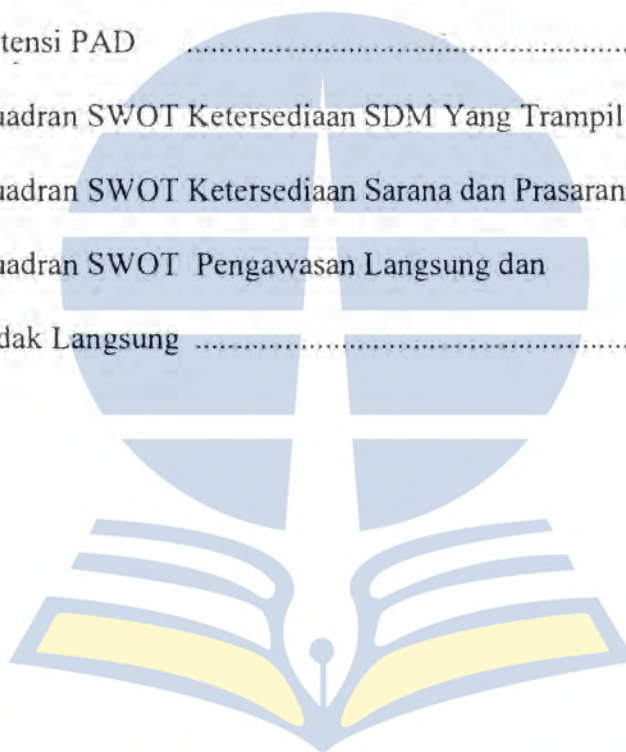 tensi PAD ..........................................................
uadran SWOT Ketersediaan SDM Yang Trampil
uadran SWOT Ketersediaan Sarana dan Prasaran
uadran SWOT Pengawasan Langsung dan
dak Langsung ..........................................................